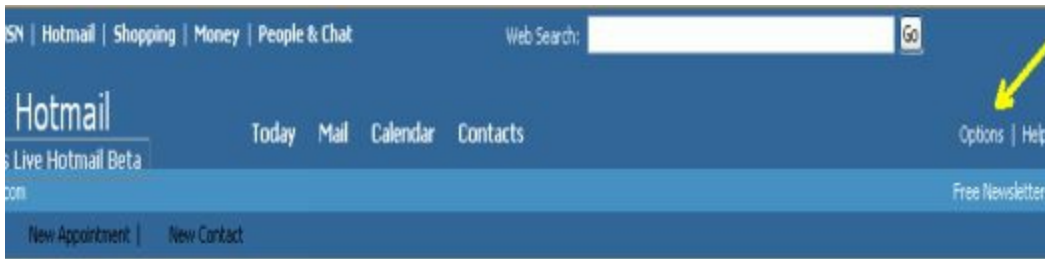 SN | Hotmail | Shopping | Money | People & Chat Web Search: Go
Hotmail
Today Mail Calendar Contacts Options | Help
s Live Hotmail Beta
com Free Newsletter
New Appointment | New Contact